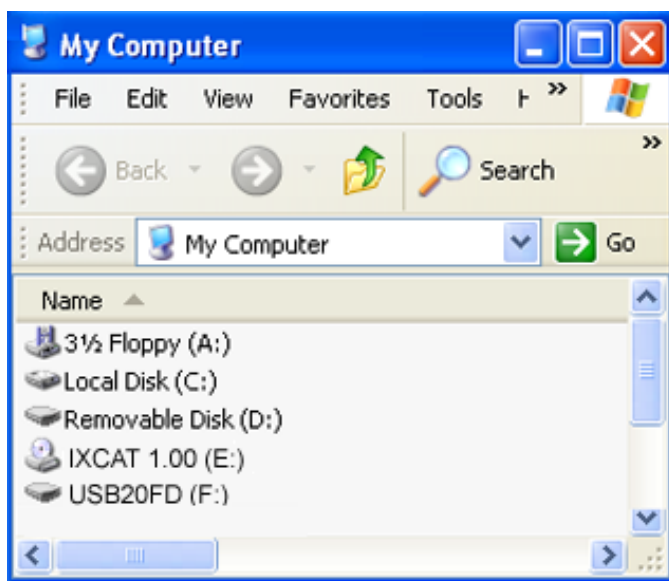 My Computer
File Edit View Favorites Tools H »
Back Search »
Address My Computer Go
Name
3½ Floppy (A:)
Local Disk (C:)
Removable Disk (D:)
IXCAT 1.00 (E:)
USB20FD (F:)